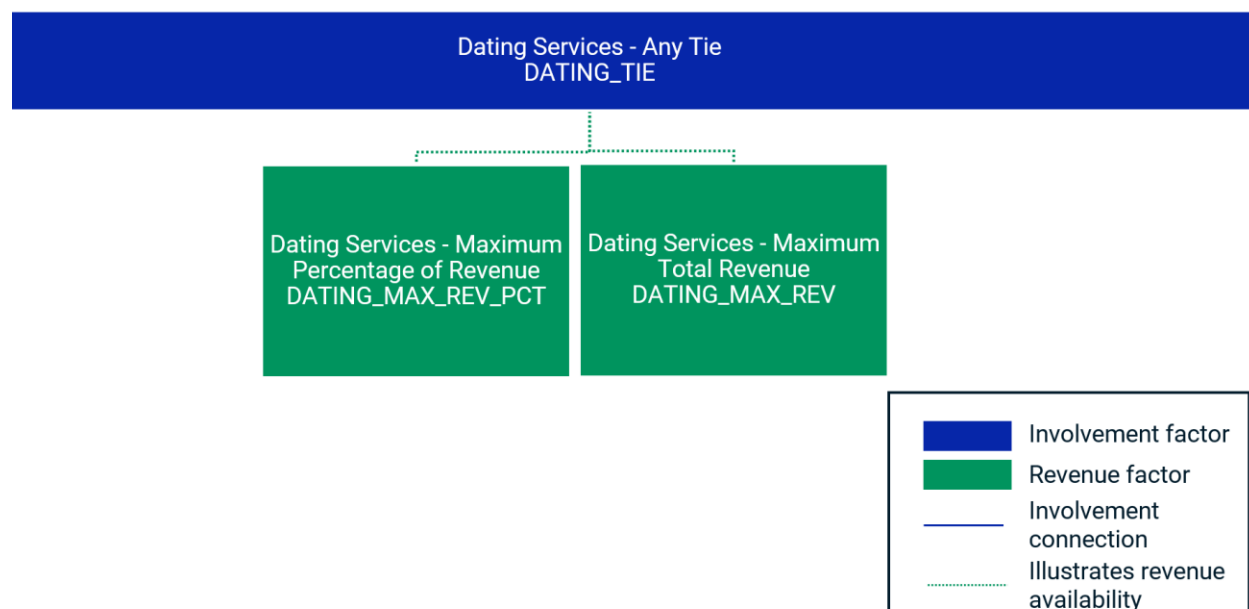 Dating Services - Any Tie
DATING_TIE
Dating Services - Maximum
Percentage of Revenue
DATING_MAX_REV_PCT
Dating Services - Maximum
Total Revenue
DATING_MAX_REV
Involvement factor
Revenue factor
Involvement
connection
Illustrates revenue
availability